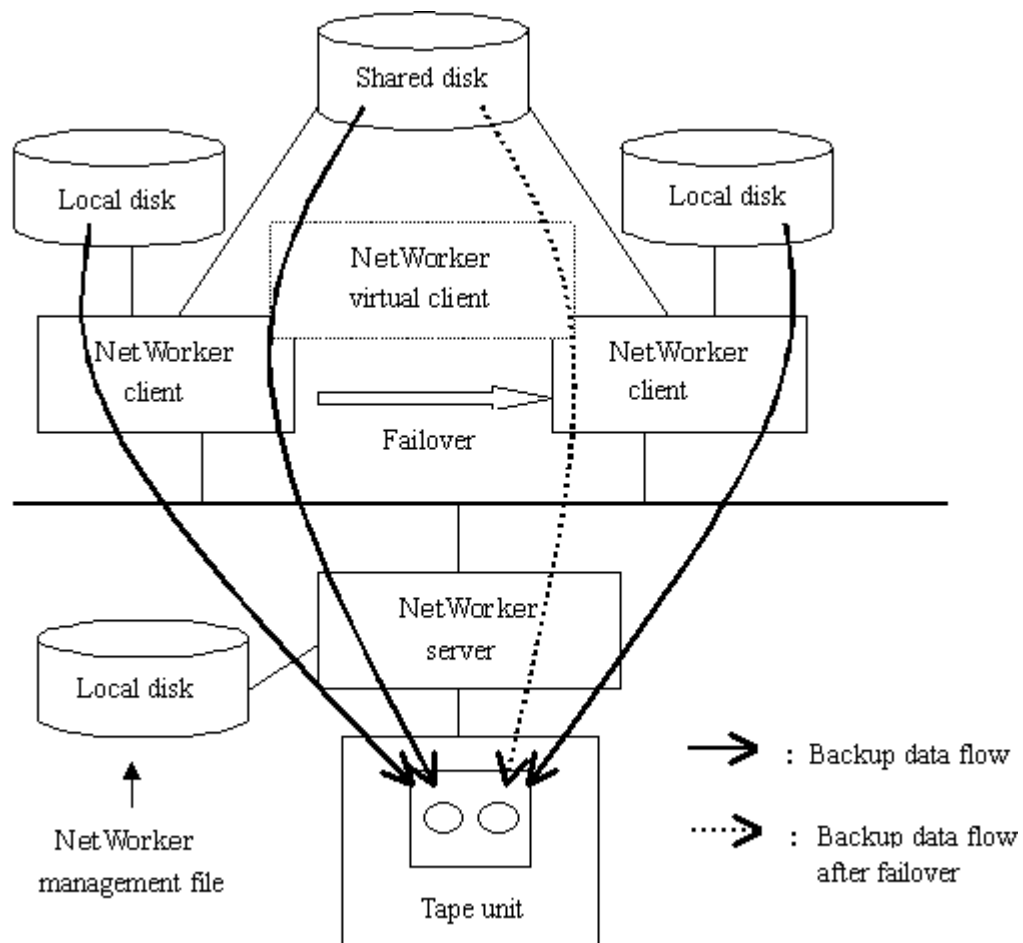 Shared disk
Local disk
Local disk
NetWorker
virtual client
NetWorker
client
NetWorker
client
Failover
NetWorker
server
Local disk
: Backup data flow
: Backup data flow
after failover
NetWorker
management file
Tape unit